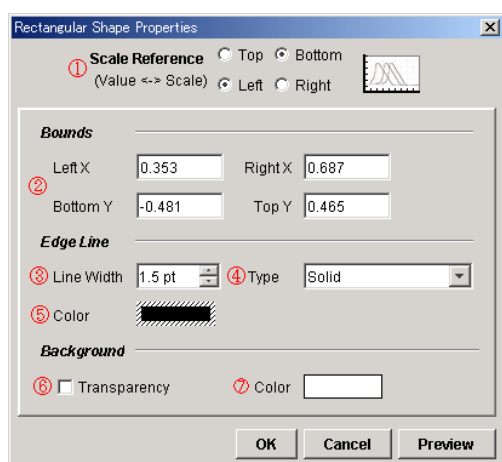 Rectangular Shape Properties
① Scale Reference Top Bottom
(Value <-> Scale) Left Right
Bounds
② Left X 0.353 Right X 0.687
Bottom Y -0.481 Top Y 0.465
Edge Line
③ Line Width 1.5 pt ④ Type Solid
⑤ Color
Background
⑥ Transparency ⑦ Color
OK Cancel Preview